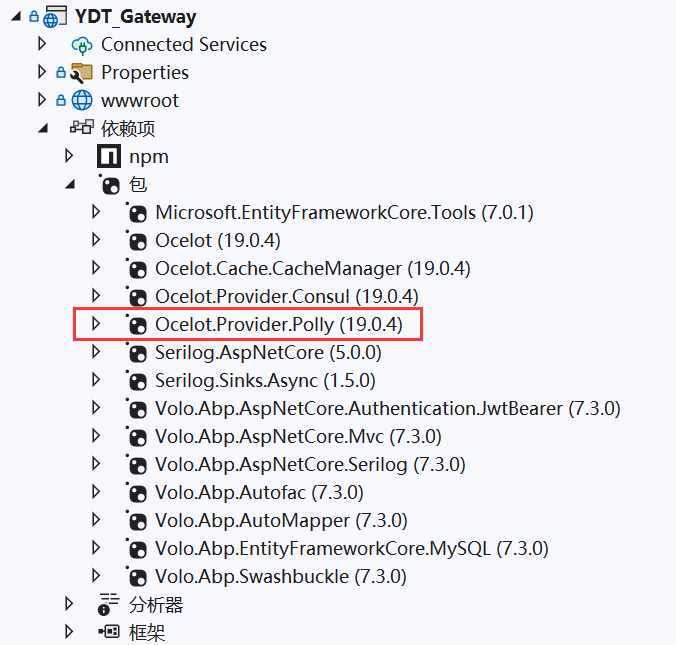 YDT_Gateway
Connected Services
Properties
wwwroot
依赖项
npm
包
Microsoft.EntityFrameworkCore.Tools (7.0.1)
Ocelot (19.0.4)
Ocelot.Cache.CacheManager (19.0.4)
Ocelot.Provider.Consul (19.0.4)
Ocelot.Provider.Polly (19.0.4)
Serilog.AspNetCore (5.0.0)
Serilog.Sinks.Async (1.5.0)
Volo.Abp.AspNetCore.Authentication.JwtBearer (7.3.0)
Volo.Abp.AspNetCore.Mvc (7.3.0)
Volo.Abp.AspNetCore.Serilog (7.3.0)
Volo.Abp.Autofac (7.3.0)
Volo.Abp.AutoMapper (7.3.0)
Volo.Abp.EntityFrameworkCore.MySQL (7.3.0)
Volo.Abp.Swashbuckle (7.3.0)
分析器
框架